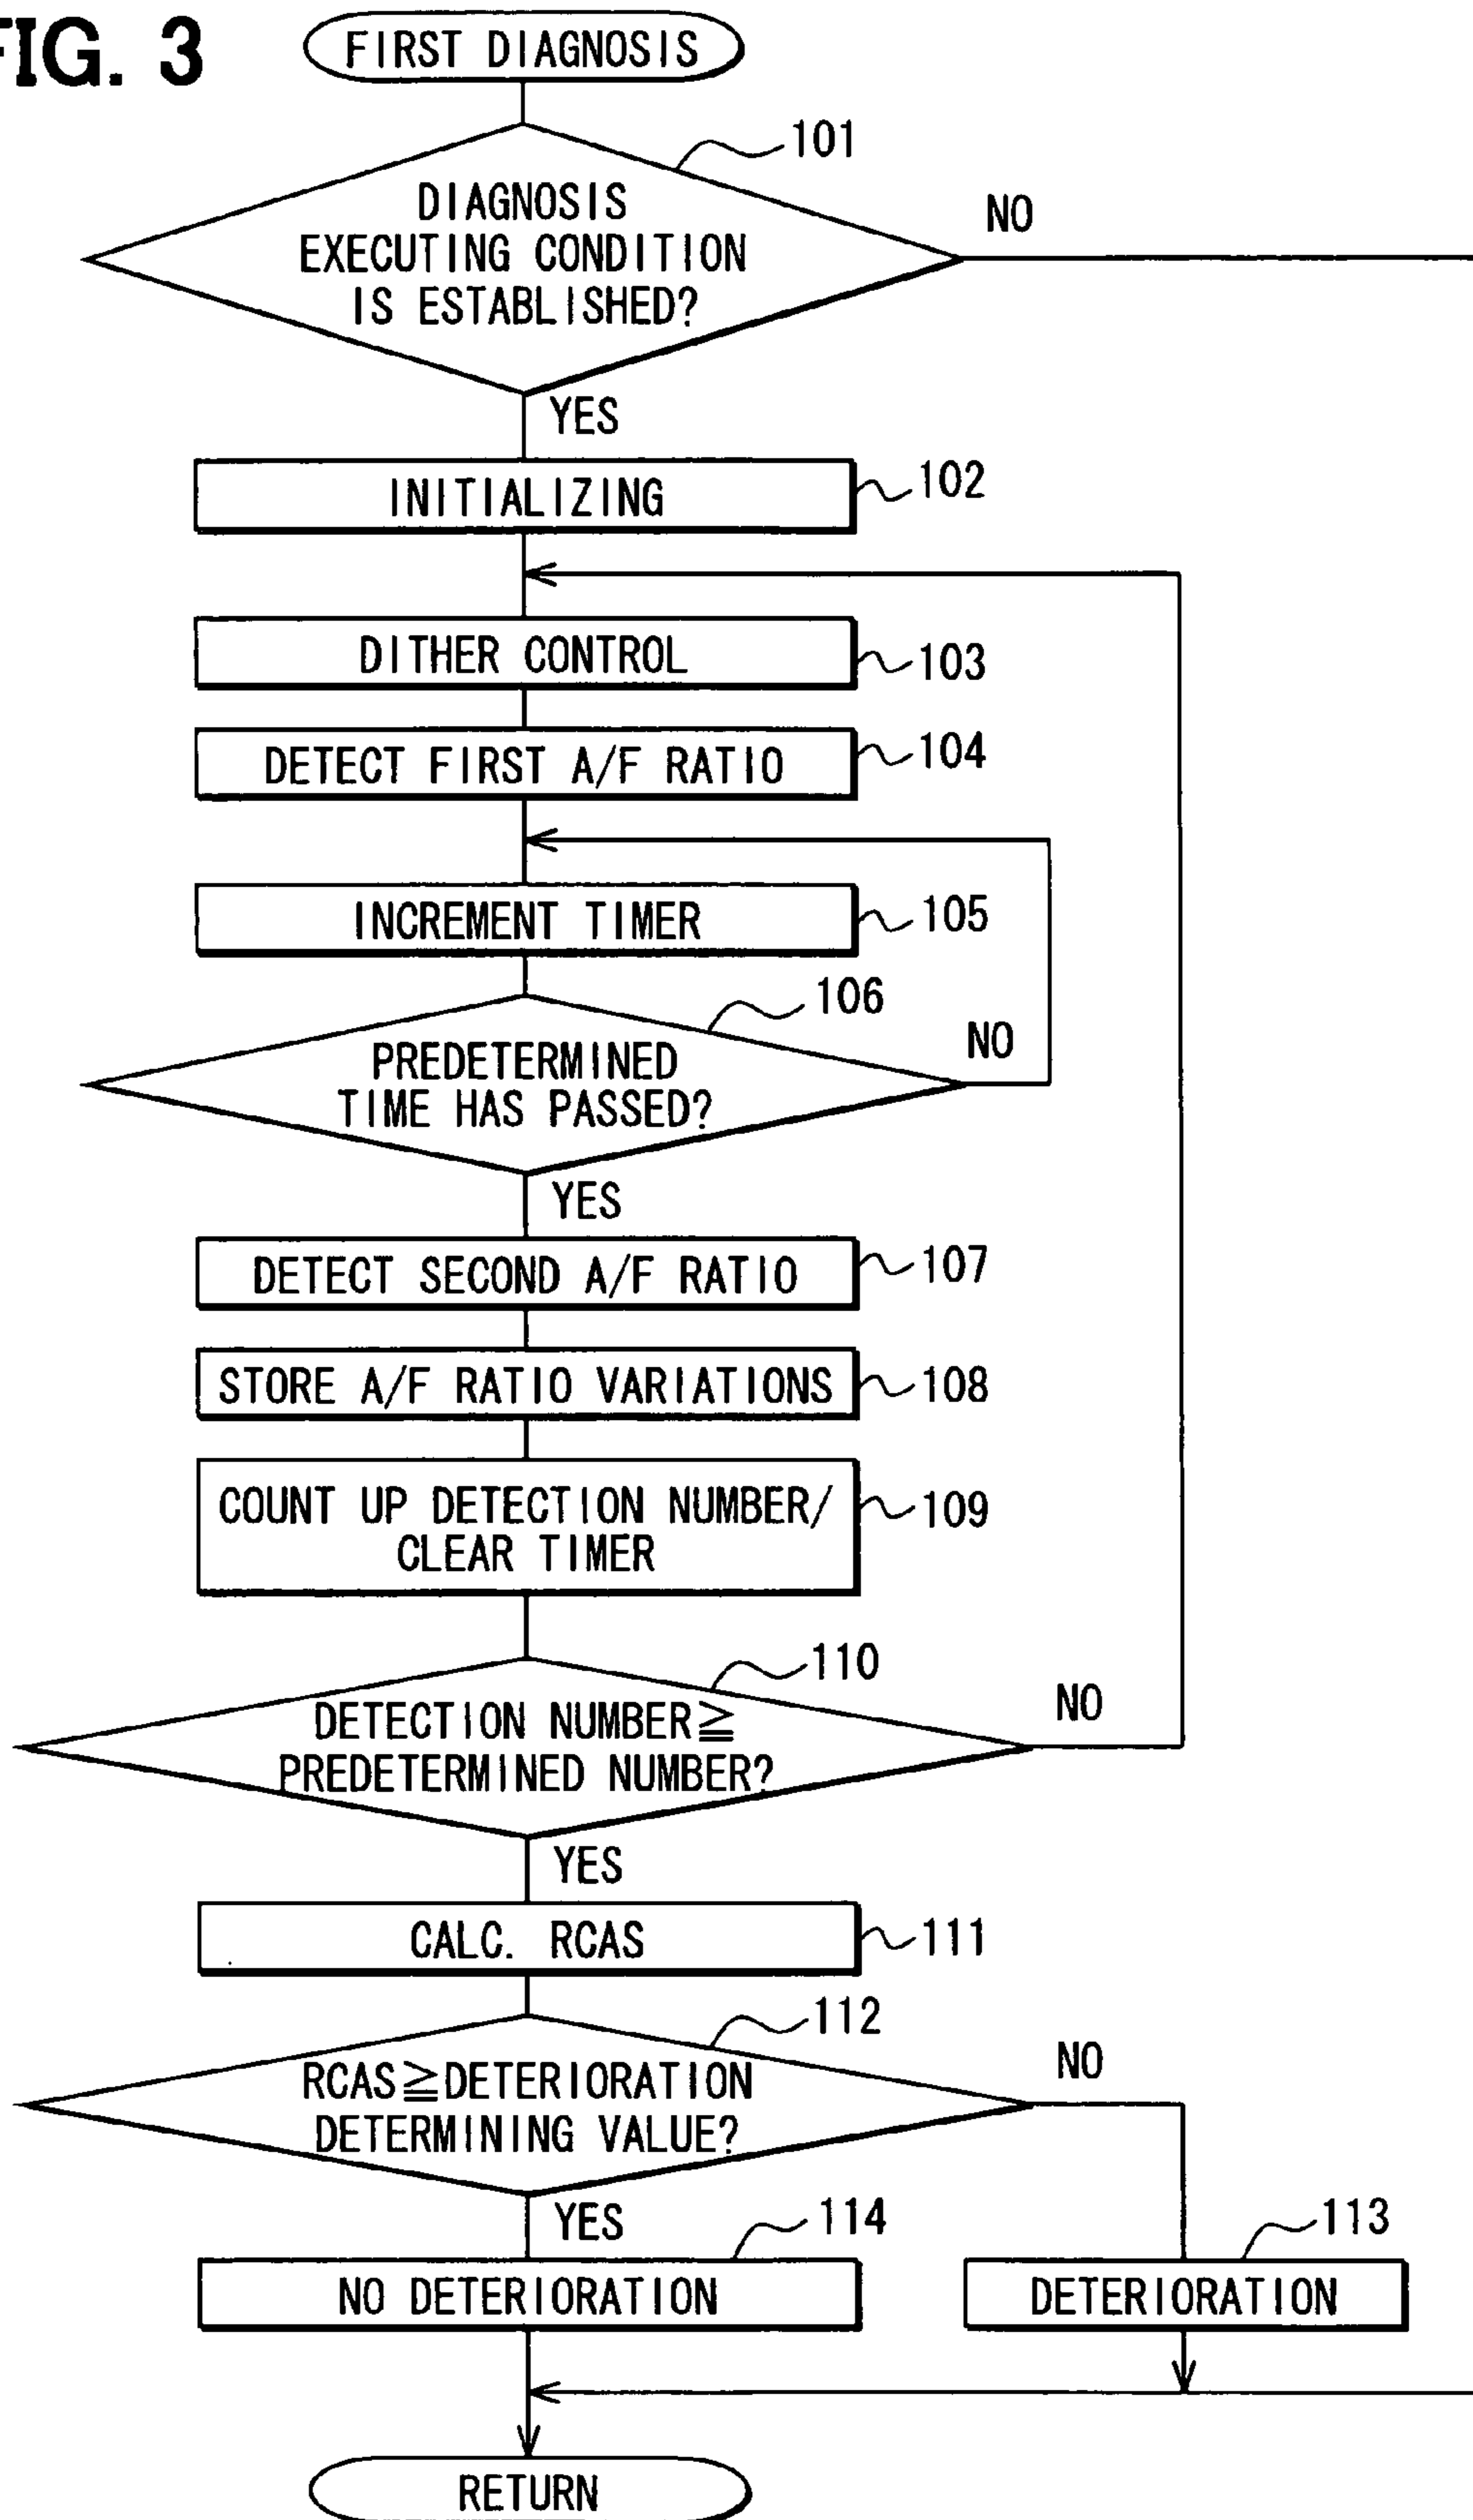 FIG. 3
FIRST DIAGNOSIS
101
DIAGNOSIS
EXECUTING CONDITION
IS ESTABLISHED?
NO
YES
INITIALIZING
102
DITHER CONTROL
103
DETECT FIRST A/F RATIO
104
INCREMENT TIMER
105
106
PREDETERMINED
TIME HAS PASSED?
NO
YES
DETECT SECOND A/F RATIO
107
STORE A/F RATIO VARIATIONS
108
COUNT UP DETECTION NUMBER/
CLEAR TIMER
109
110
DETECTION NUMBER≧
PREDETERMINED NUMBER?
NO
YES
CALC. RCAS
111
112
RCAS≧DETERIORATION
DETERMINING VALUE?
NO
YES
114
NO DETERIORATION
113
DETERIORATION
RETURN